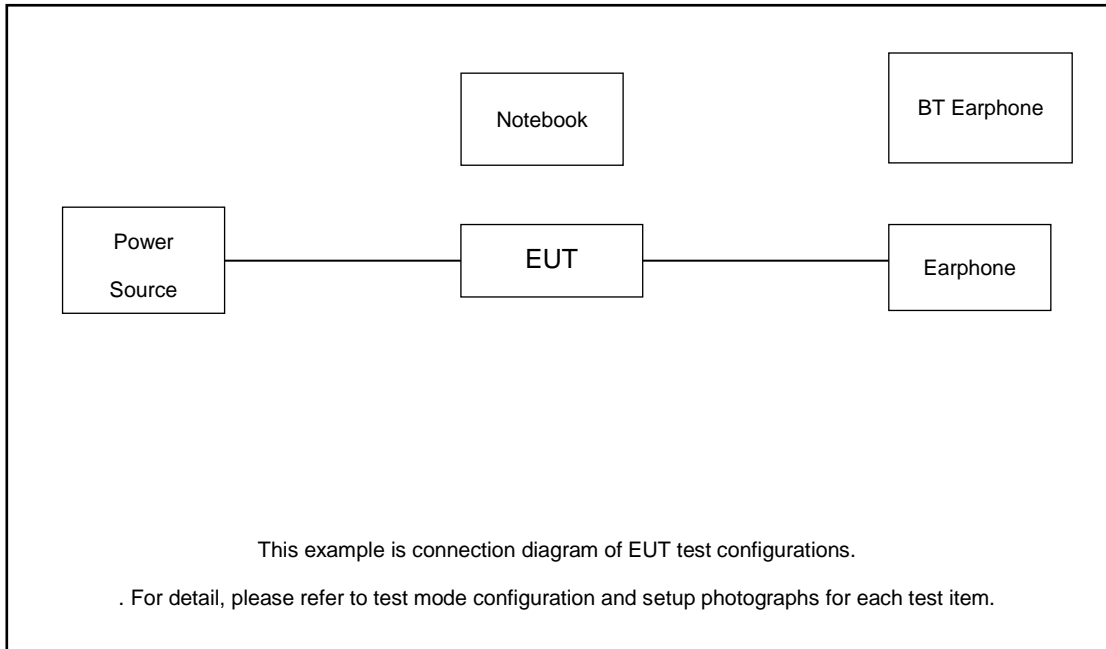 Notebook
BT Earphone
Power
Source
EUT
Earphone
This example is connection diagram of EUT test configurations.
. For detail, please refer to test mode configuration and setup photographs for each test item.